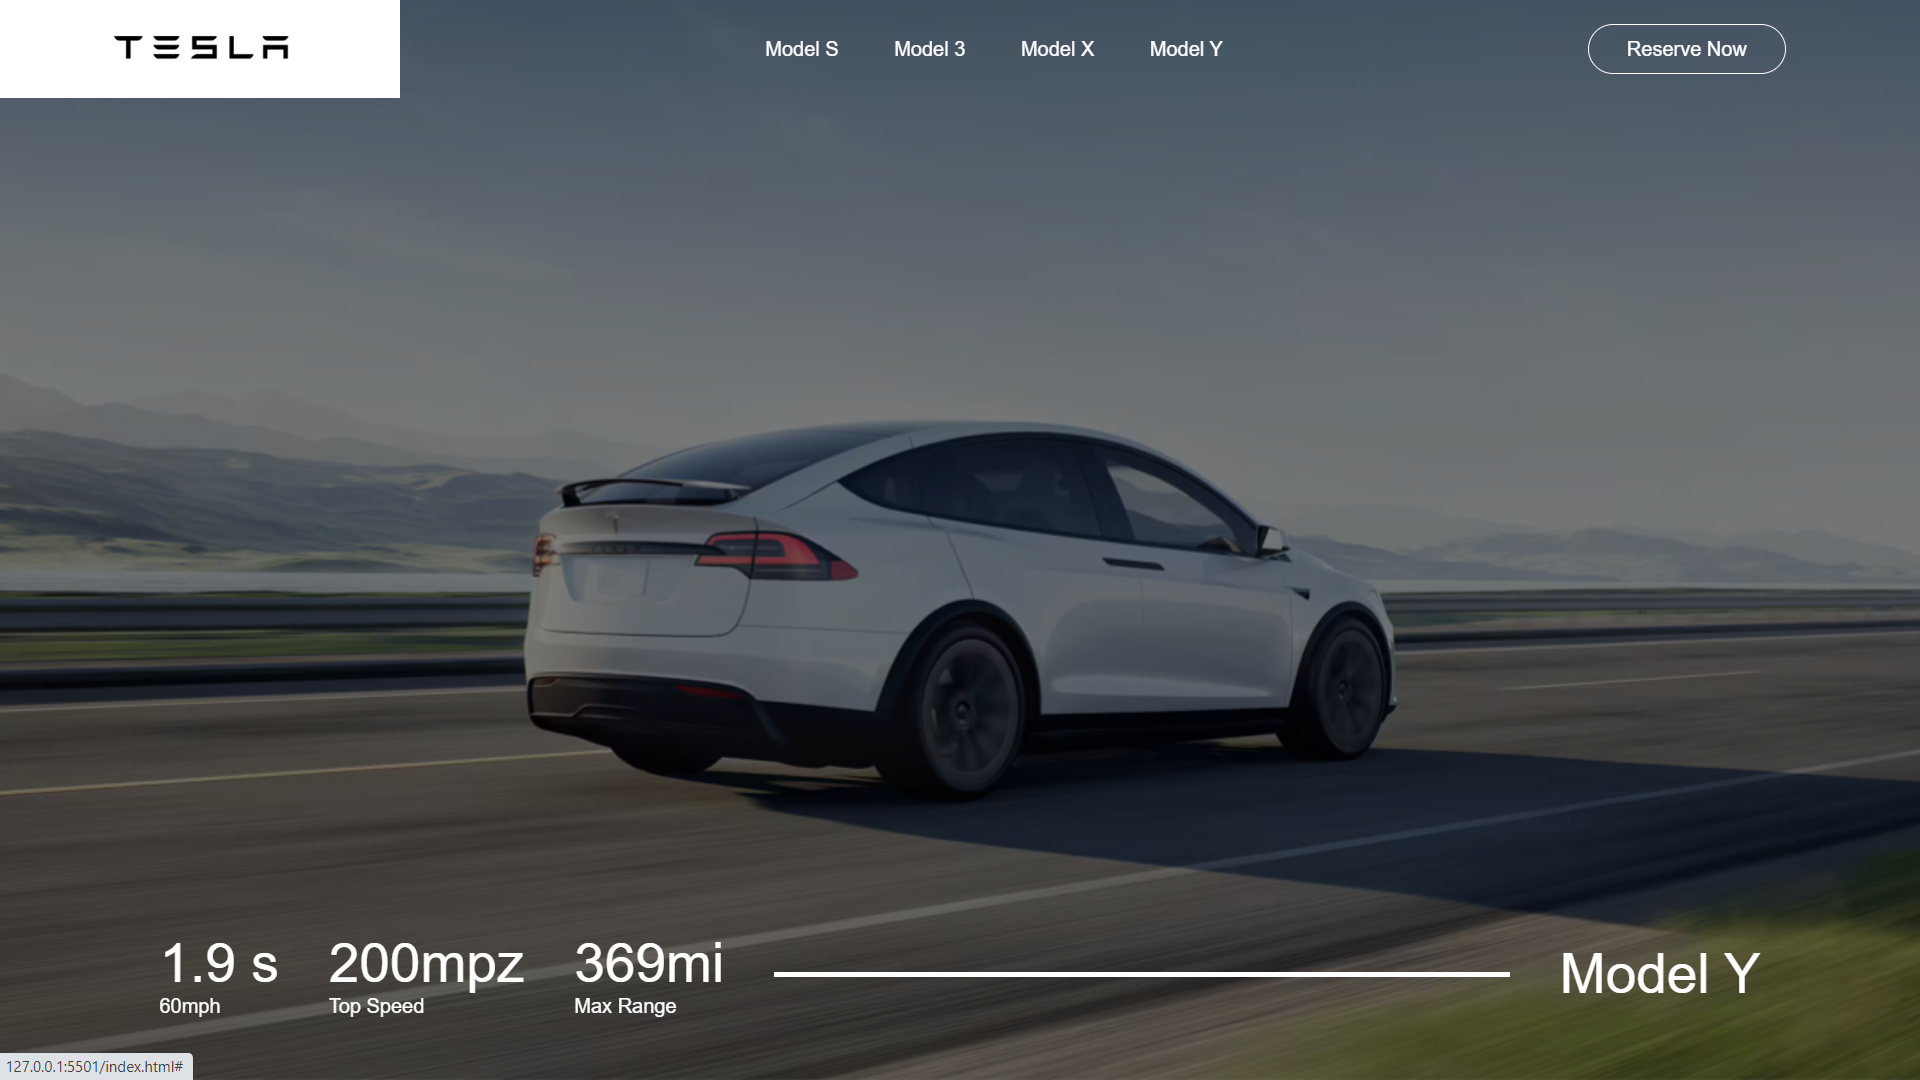 TESLA
Model S Model 3 Model X Model Y
Reserve Now
1.9 s 200mpz 369mi
60mph Top Speed Max Range
Model Y
127.0.0.1:5501/index.html#